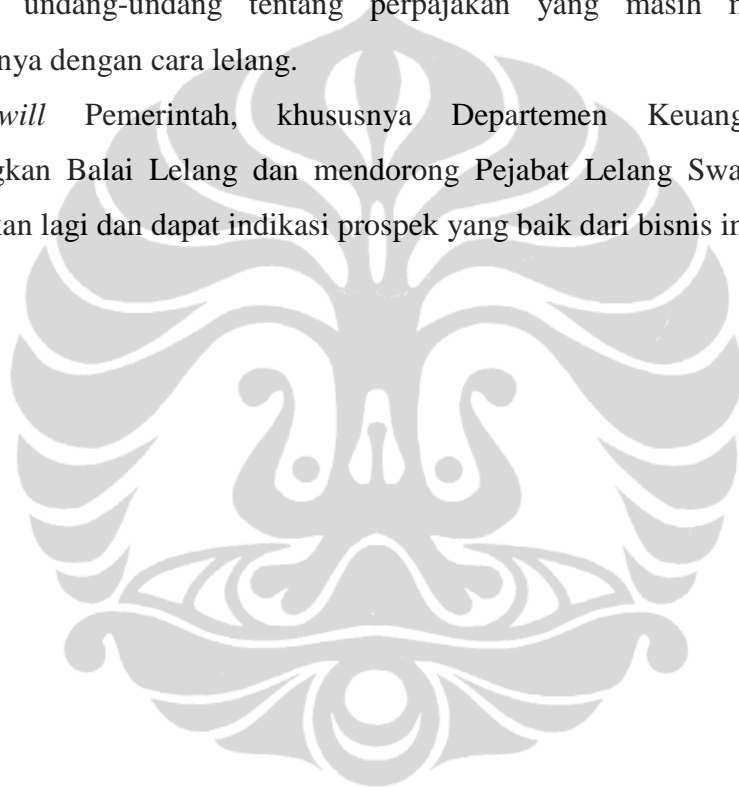 undang-undang tentang perpajakan yang masih
nya dengan cara lelang.
will Pemerintah, khususnya Departemen Keuang
gkan Balai Lelang dan mendorong Pejabat Lelang Swa
kan lagi dan dapat indikasi prospek yang baik dari bisnis in